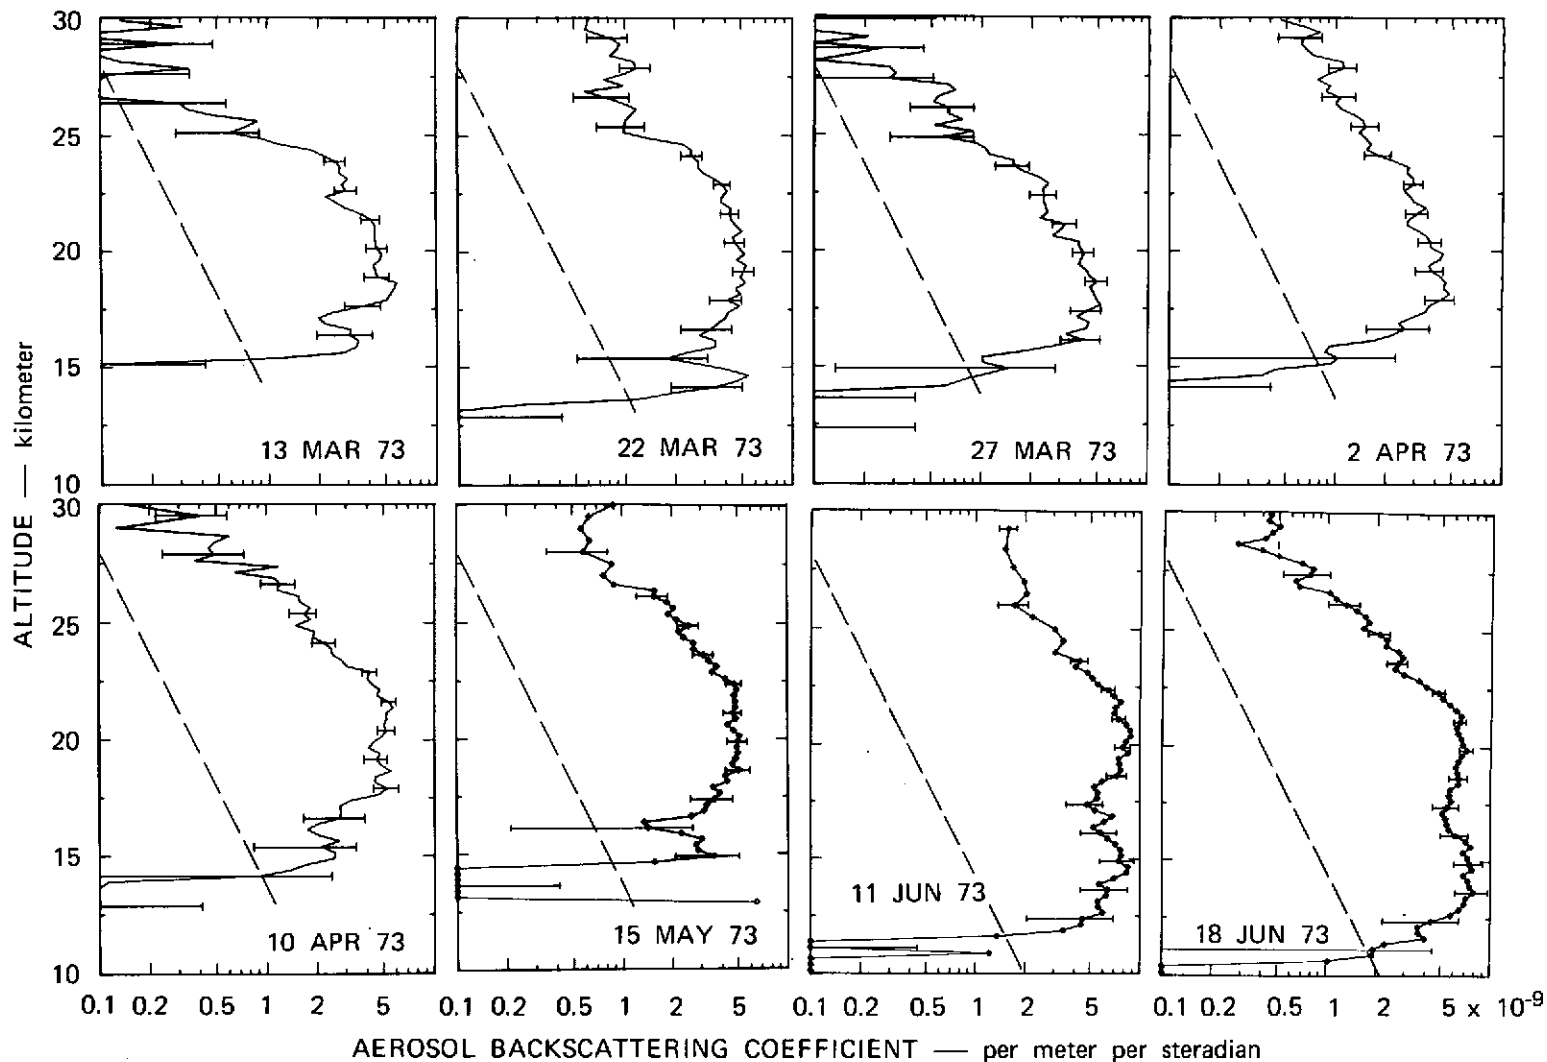 30
25
20
15
10
ALTITUDE — kilometer
13 MAR 73
22 MAR 73
27 MAR 73
2 APR 73
30
25
20
15
10
10 APR 73
15 MAY 73
11 JUN 73
18 JUN 73
0.1 0.2 0.5 1 2 5
0.1 0.2 0.5 1 2 5
0.1 0.2 0.5 1 2 5
0.1 0.2 0.5 1 2 5 x 10-9
AEROSOL BACKSCATTERING COEFFICIENT — per meter per steradian